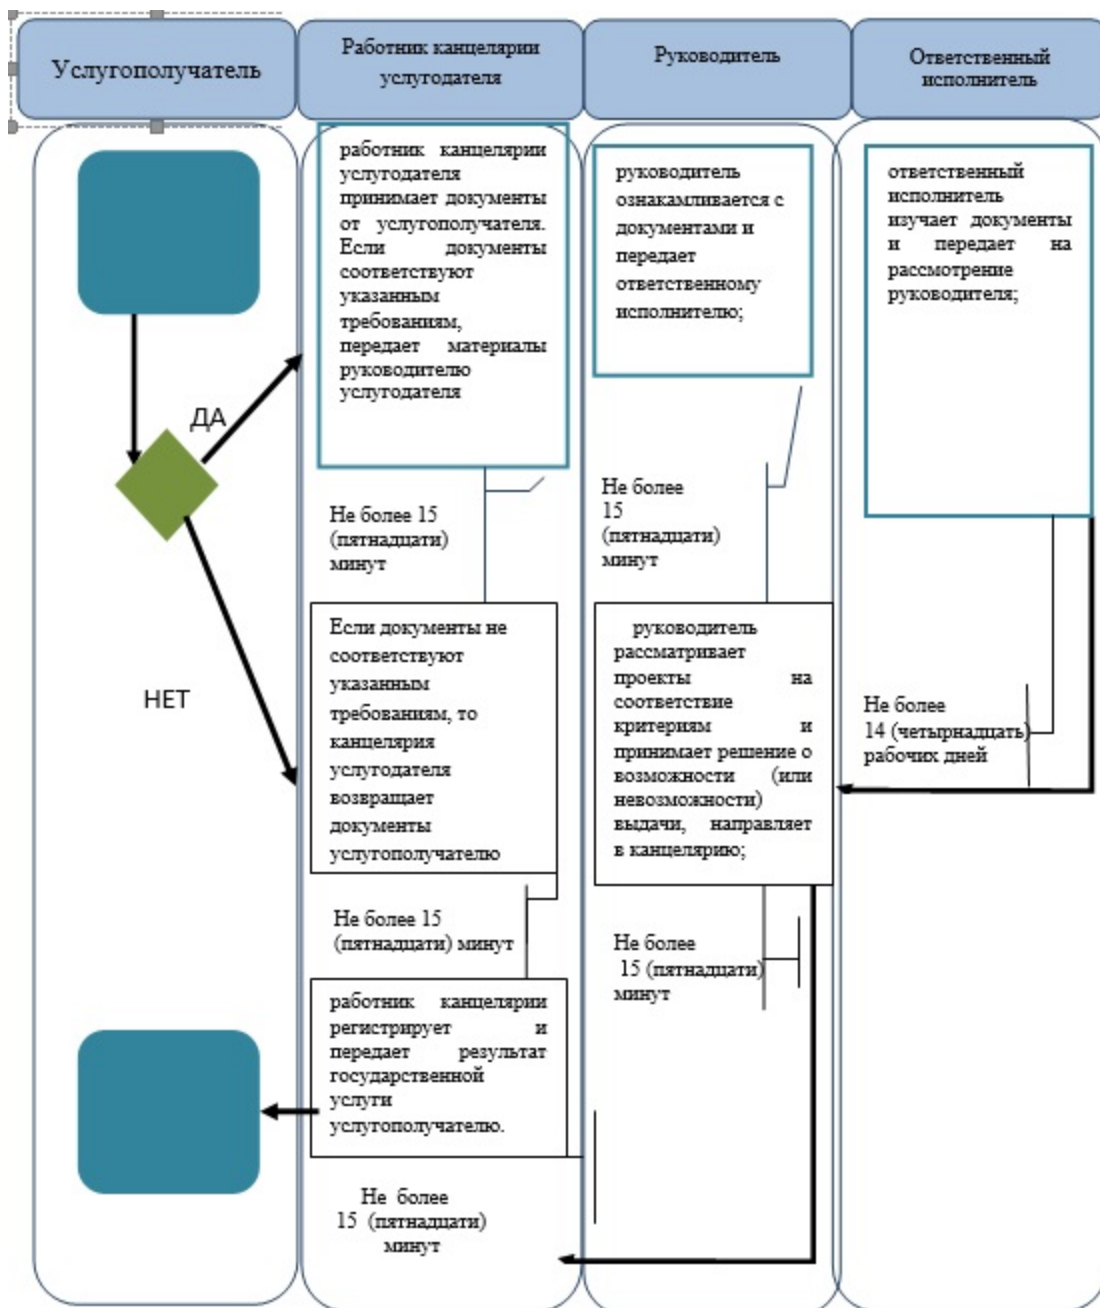 Услугополучатель
Работник канцелярии
услугодателя
Руководитель
Ответственный
исполнитель
работник канцелярии
услугодателя
принимает документы
от услугополучателя.
Если документы
соответствуют
указанным
требованиям,
передает материалы
руководителю
услугодателя
руководитель
ознакамливается с
документами и
передает
ответственному
исполнителю;
ответственный
исполнитель
изучает документы
и передает на
рассмотрение
руководителя;
ДА
НЕТ
Не более 15
(пятнадцати)
минут
Не более
15
(пятнадцати)
минут
Если документы не
соответствуют
указанным
требованиям, то
канцелярия
услугодателя
возвращает
документы
услугополучателю
руководитель
рассматривает
проекты на
соответствие
критериям и
принимает решение о
возможности (или
невозможности)
выдачи, направляет
в канцелярию;
Не более
14 (четырнадцать)
рабочих дней
Не более 15
(пятнадцати) минут
Не более
15 (пятнадцати)
минут
работник канцелярии
регистрирует и
передает результат
государственной
услуги
услугополучателю.
Не более
15 (пятнадцати)
минут